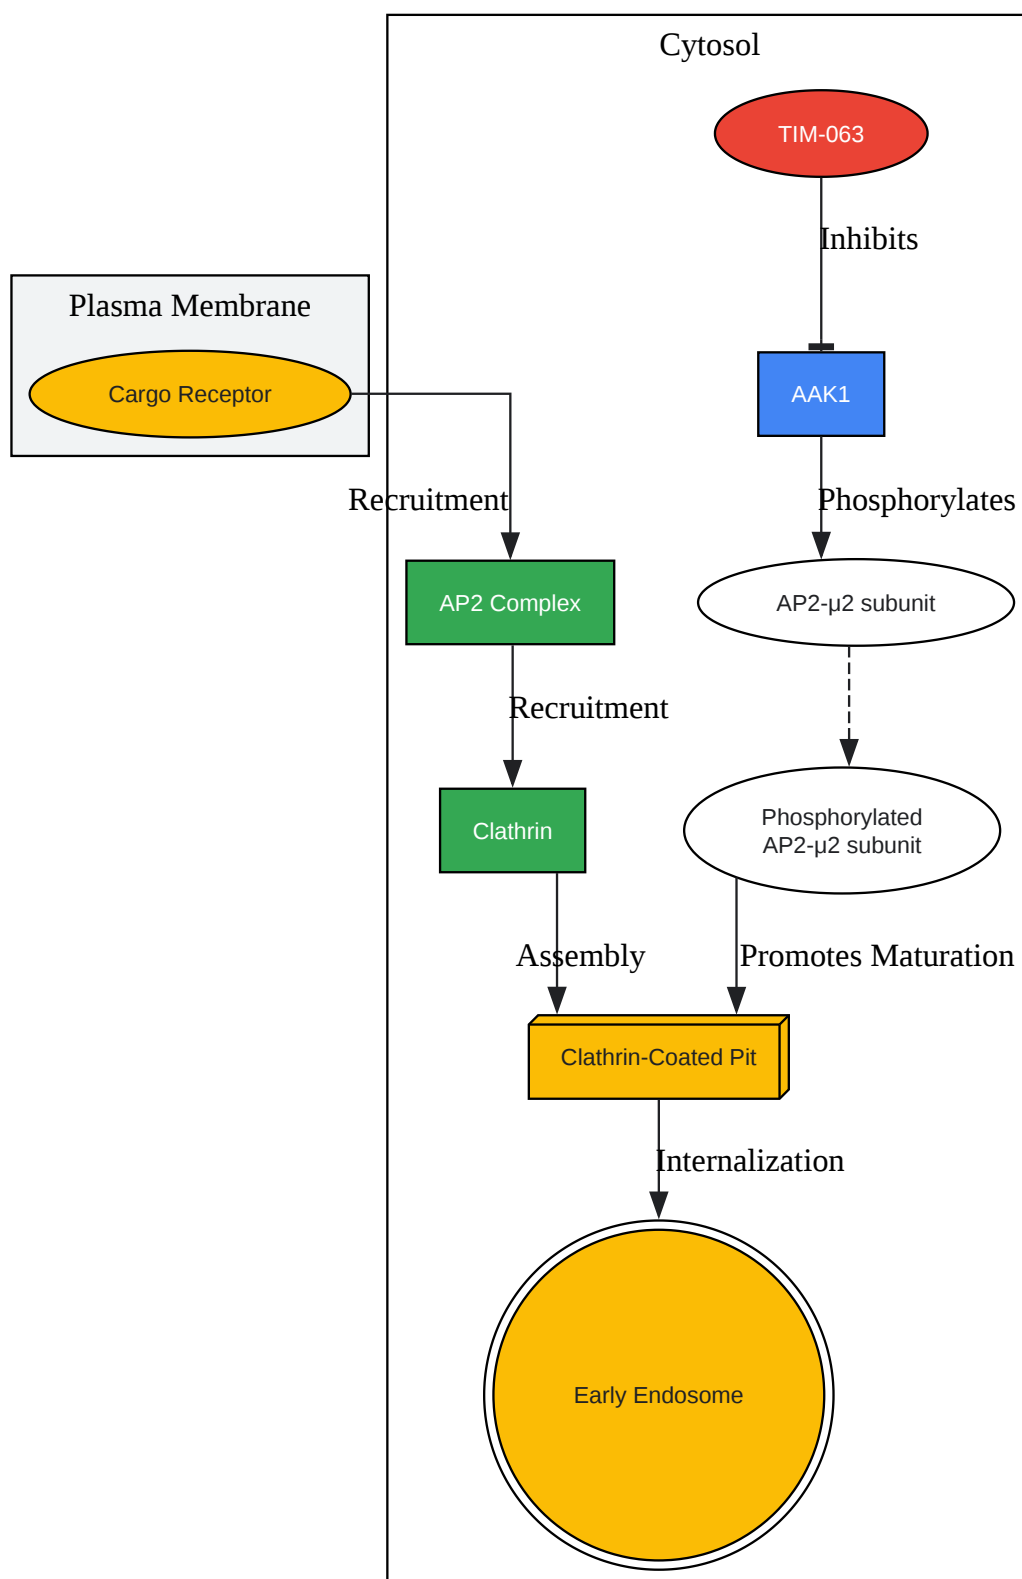 Cytosol
TIM-063
Inhibits
Plasma Membrane
Cargo Receptor
AAK1
Recruitment
Phosphorylates
AP2 Complex
AP2-μ2 subunit
Recruitment
Clathrin
Phosphorylated
AP2-μ2 subunit
Assembly
Promotes Maturation
Clathrin-Coated Pit
Internalization
Early Endosome